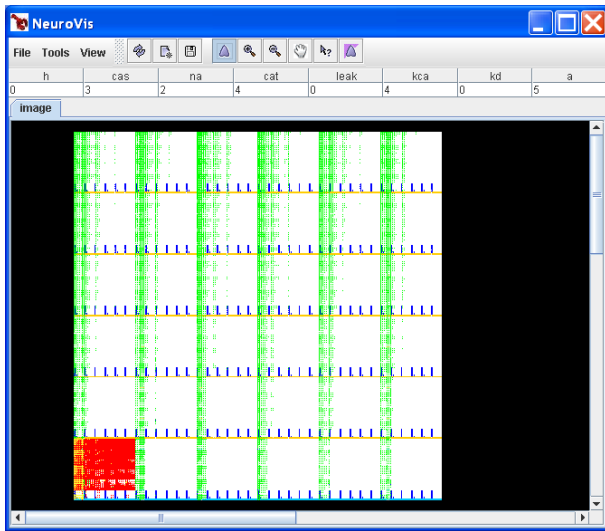 NeuroVis
File Tools View
h cas na cat leak kca kd a
0 3 2 4 0 4 0 5
image